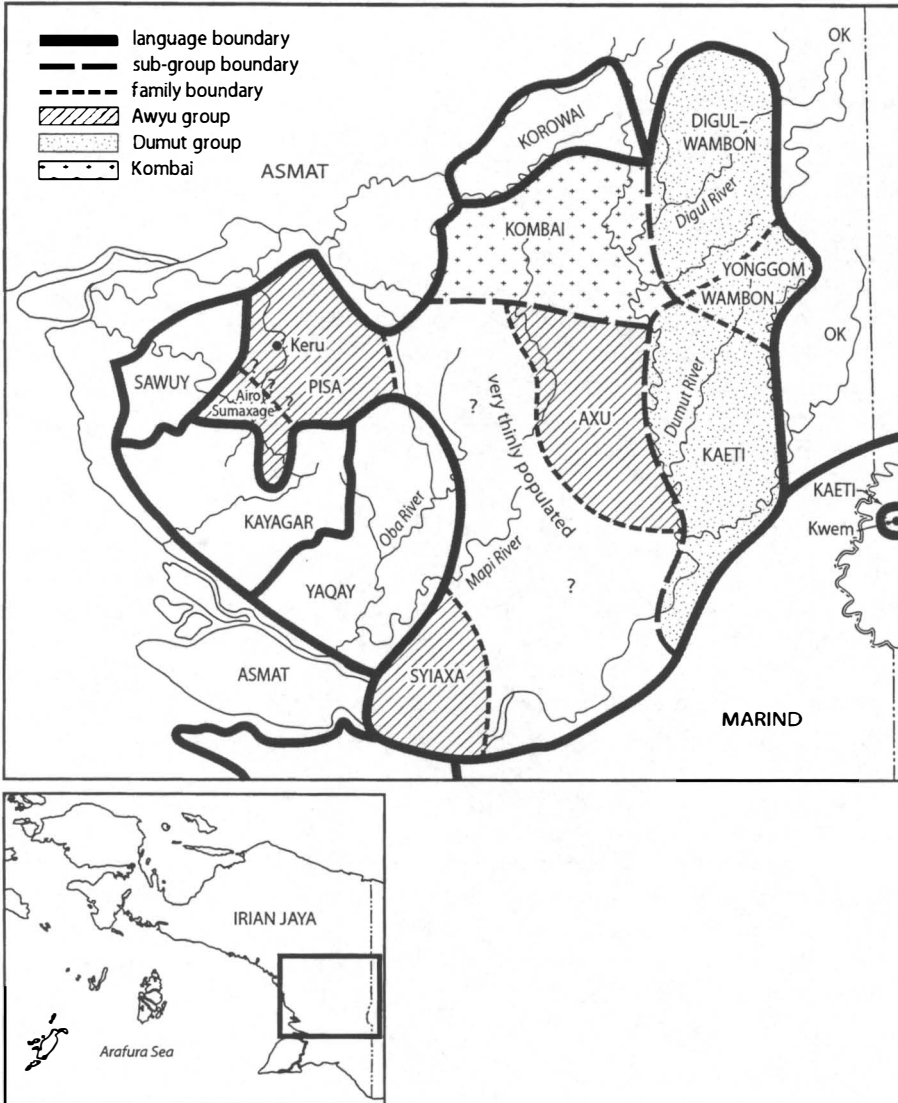 language boundary
sub-group boundary
family boundary
Awyu group
Dumut group
Kombai
OK
ASMAT
KOROWAI
DIGUL–
WAMBON
Digul River
KOMBAI
YONGGOM
WAMBON
OK
Keru
SAWUY
? ? ?
PISA
Airo
Sumaxage
?
very thinly populated
AXU
Dumut River
KAETI
KAETI
Kwem
KAYAGAR
Oba River
Mapi River
?
YAQAY
ASMAT
SYIAXA
MARIND
IRIAN JAYA
Arafura Sea